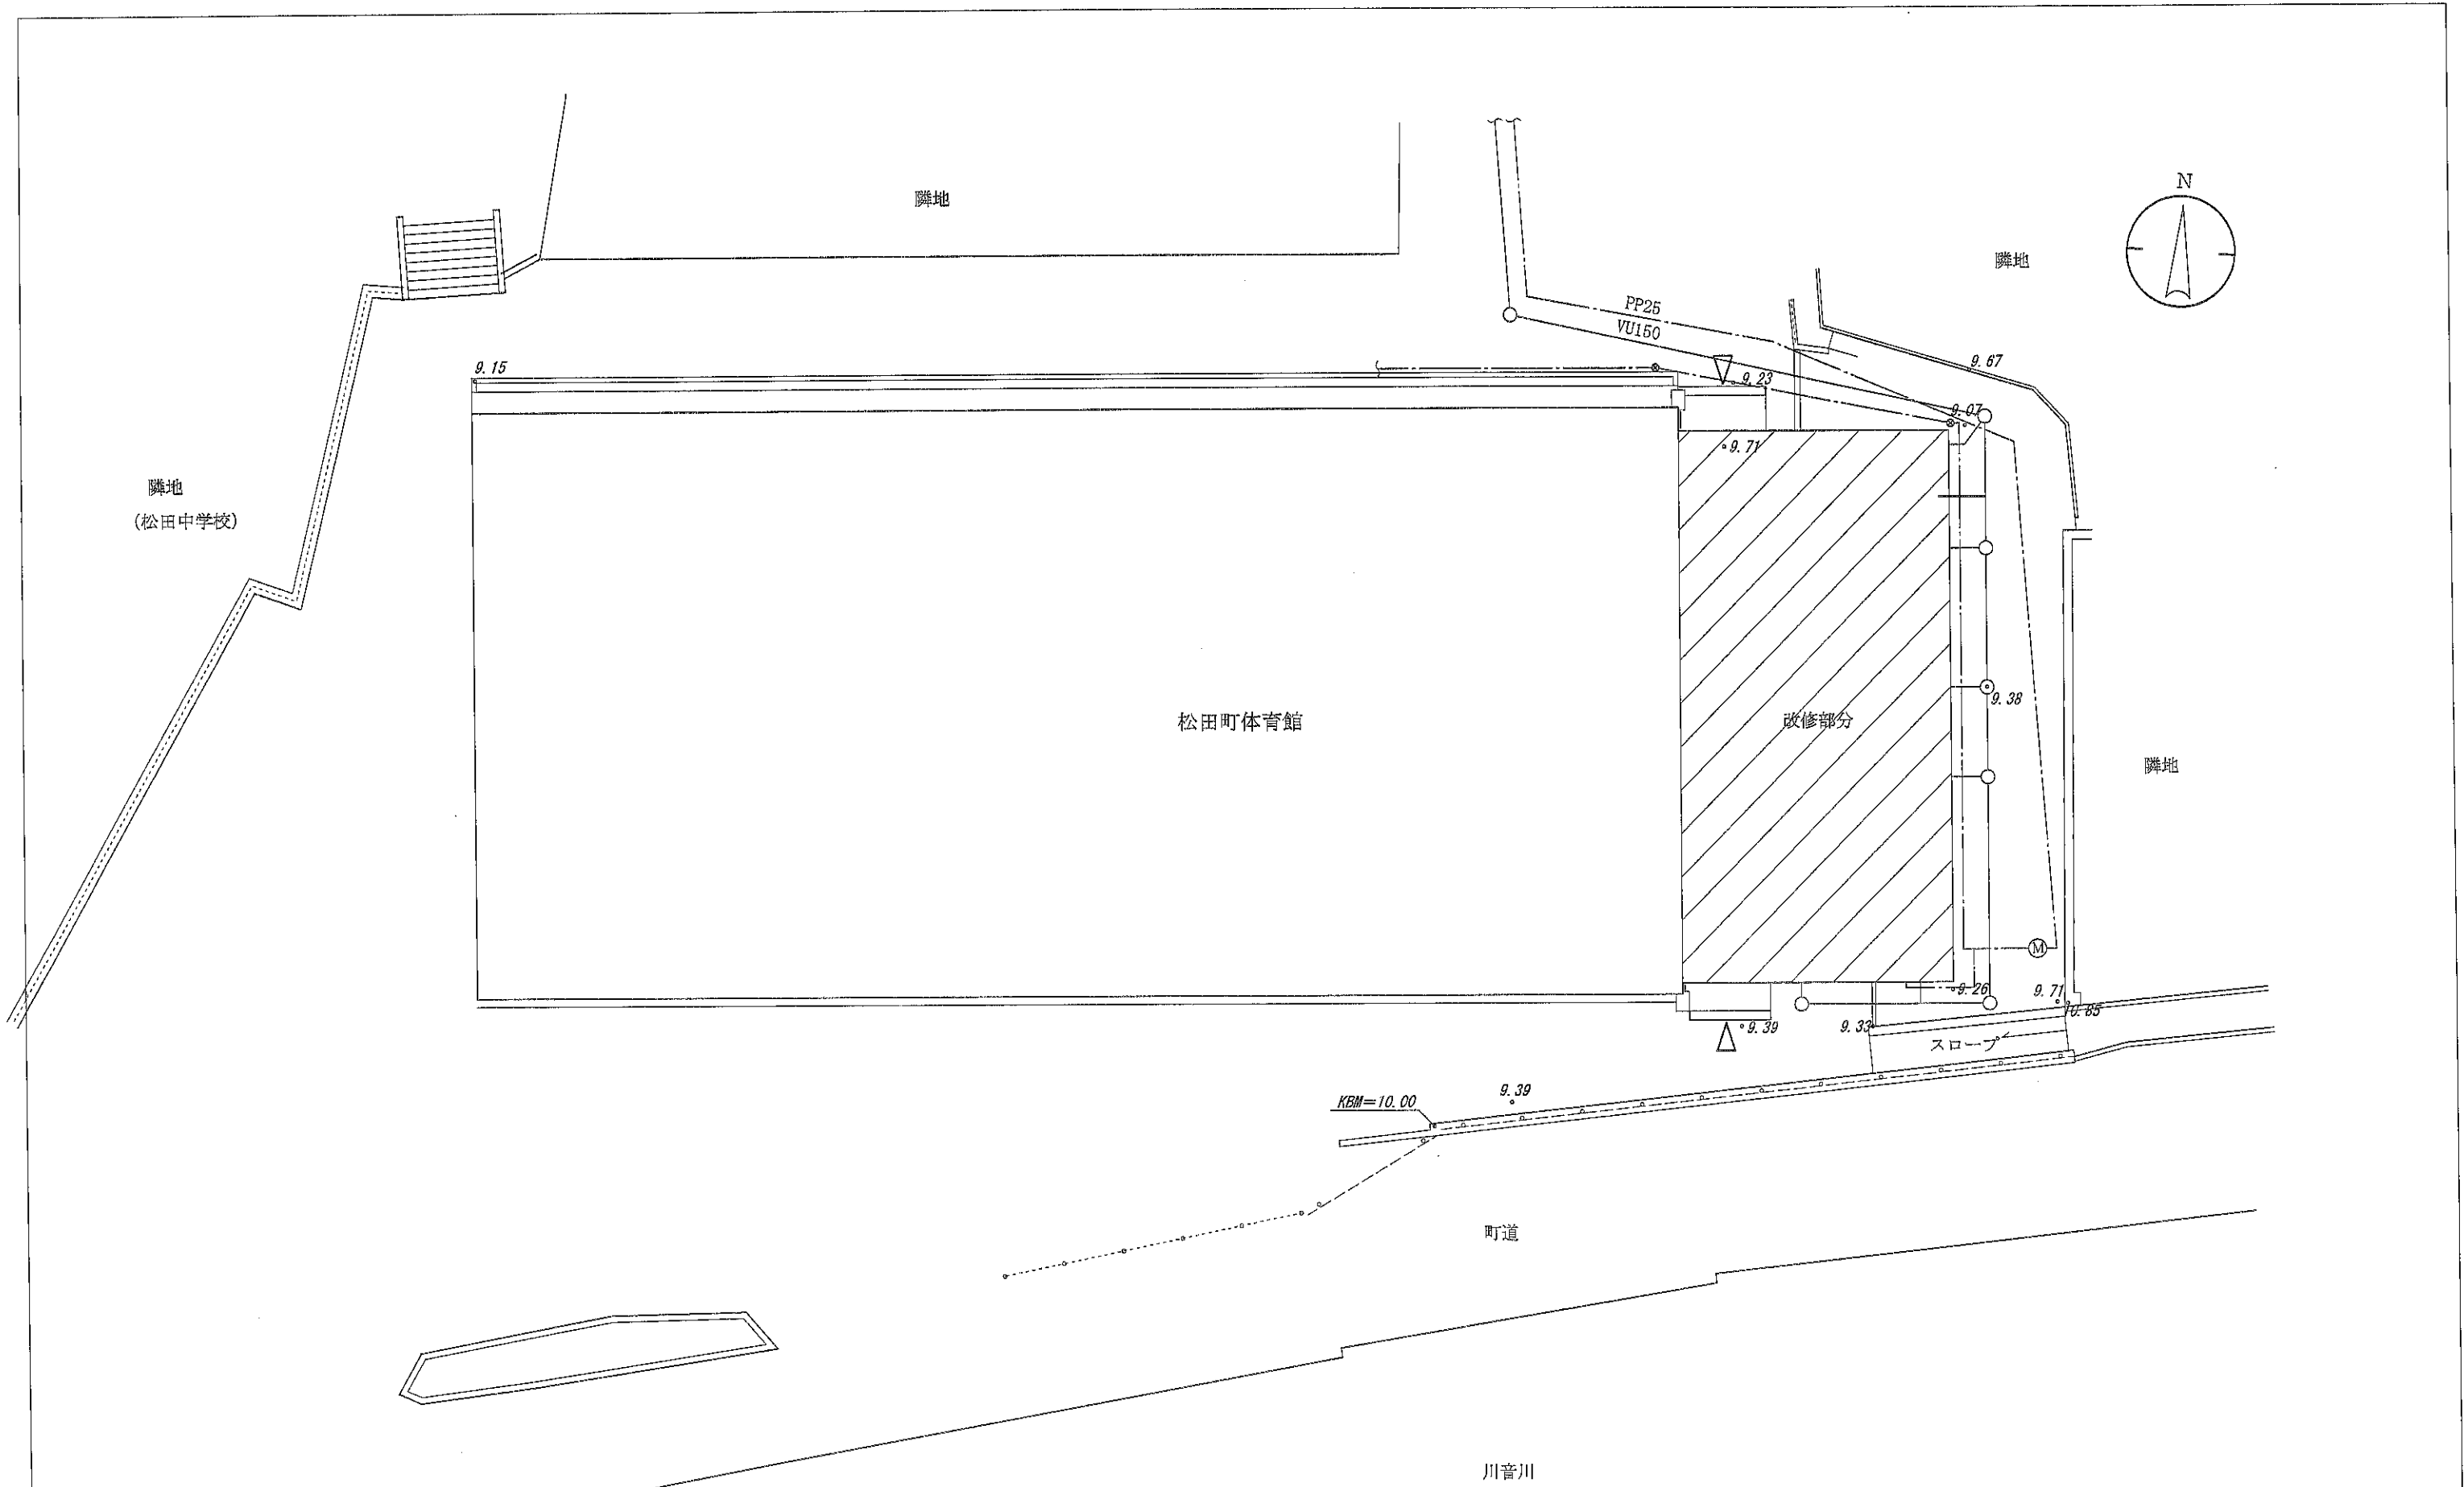 隣地
N
隣地
PP25
VU150
9.15
9.23
9.67
9.07
9.71
隣地
(松田中学校)
9.38
松田町体育館
改修部分
隣地
M
9.26
9.71
10.85
9.39
9.33
スロープ
9.39
KBM=10.00
町道
川音川